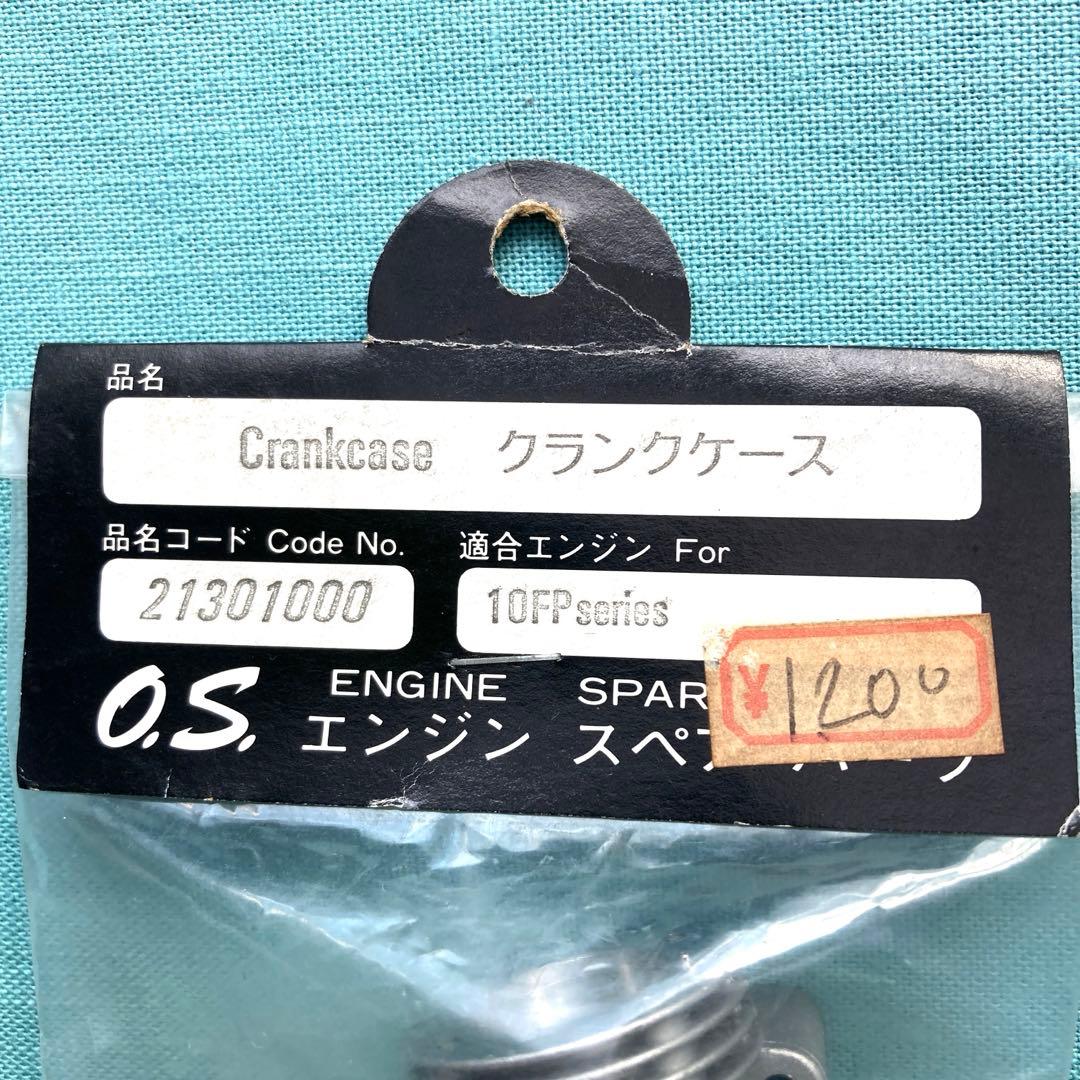 品名
Crankcase クランクケース
品名コード Code No. 適合エンジン For
21301000 10FPseries
O.S. ENGINE
エンジン
¥1200